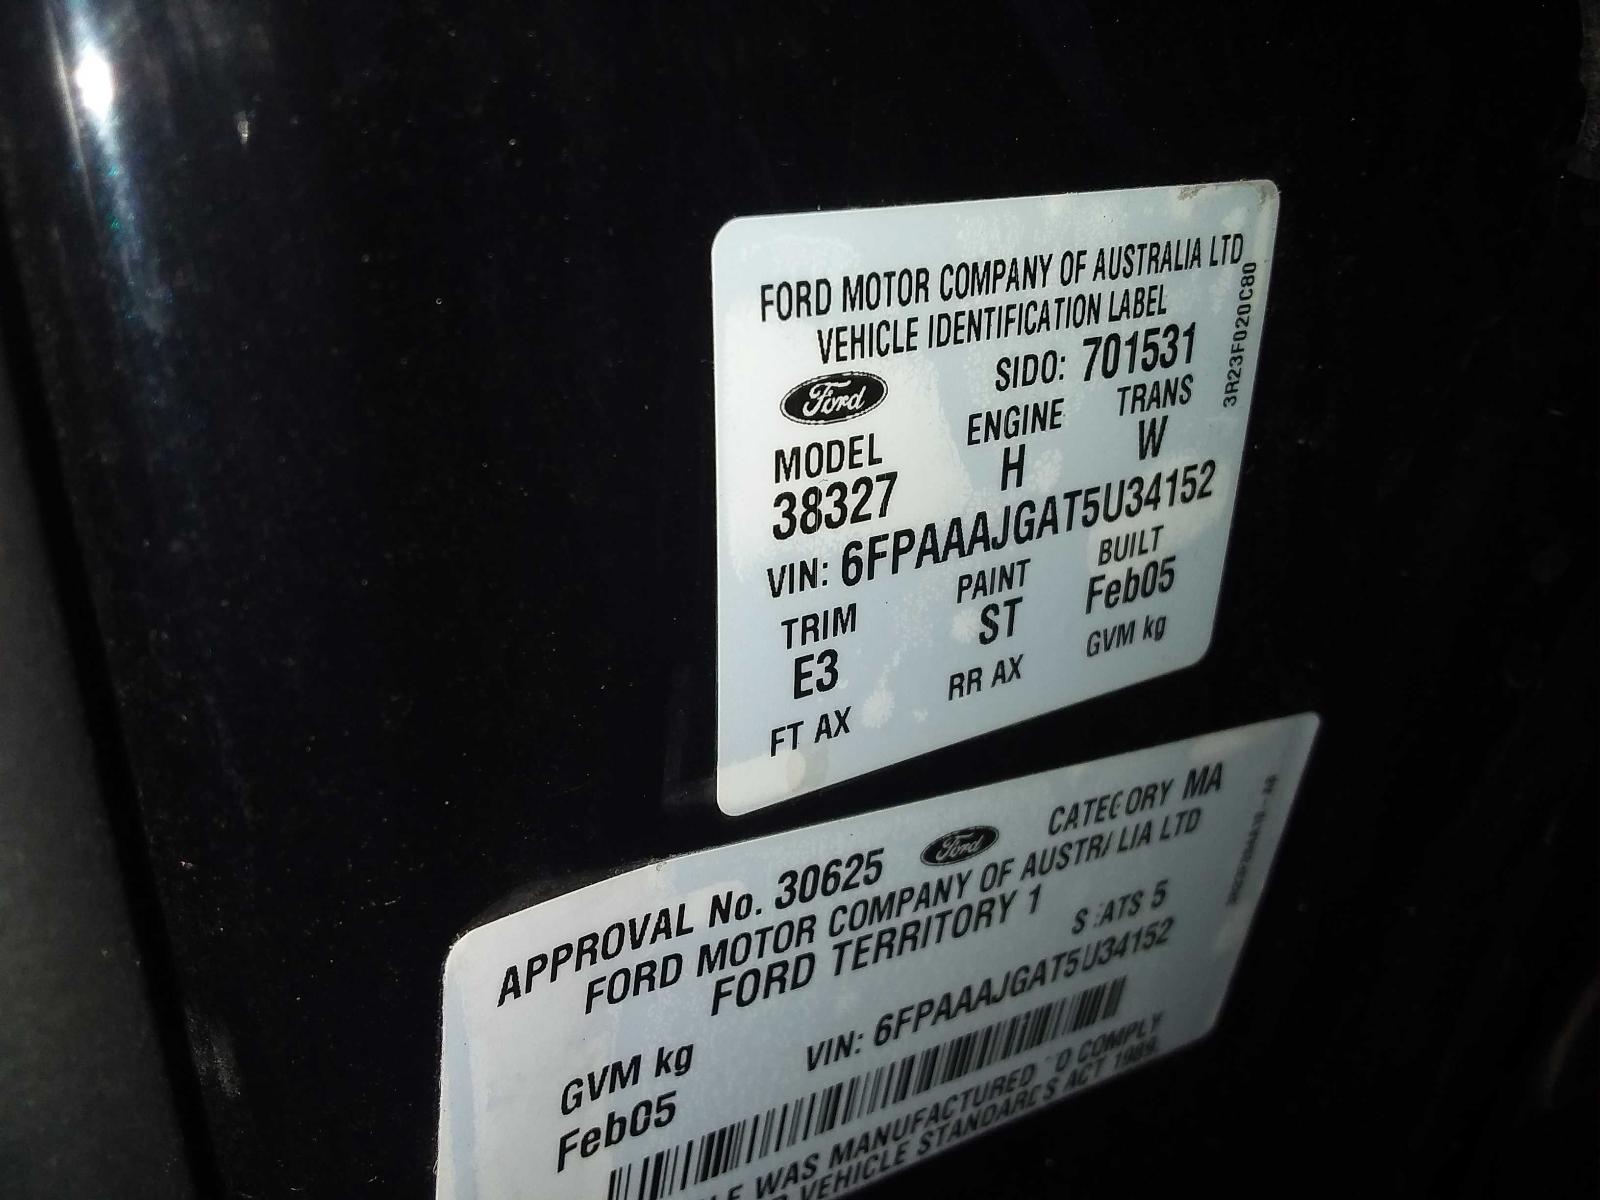 FORD MOTOR COMPANY OF AUSTRALIA LTD
VEHICLE IDENTIFICATION LABEL
Ford SIDO: 701531
MODEL ENGINE TRANS
38327 H W
VIN: 6FPAAAJGAT5U34152
TRIM PAINT BUILT
E3 ST Feb05
FT AX RR AX GVM kg
3R23F020C80
APPROVAL No. 30625 Ford CATEGORY MA
FORD MOTOR COMPANY OF AUSTRALIA LTD
FORD TERRITORY 1 SEATS 5
GVM kg VIN: 6FPAAAJGAT5U34152
Feb05
WAS MANUFACTURED TO COMPLY
VEHICLE STANDARDS ACT 1989.